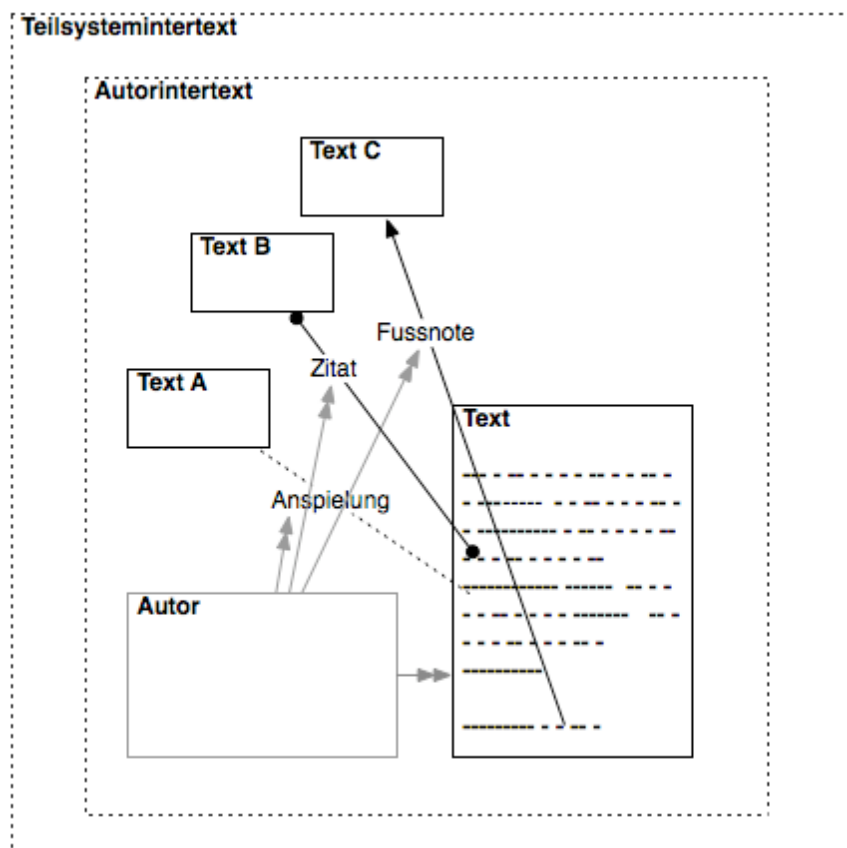 Teilsystemintertext
Autorintertext
Text C
Text B
Fussnote
Zitat
Text A
Text
Anspielung
Autor